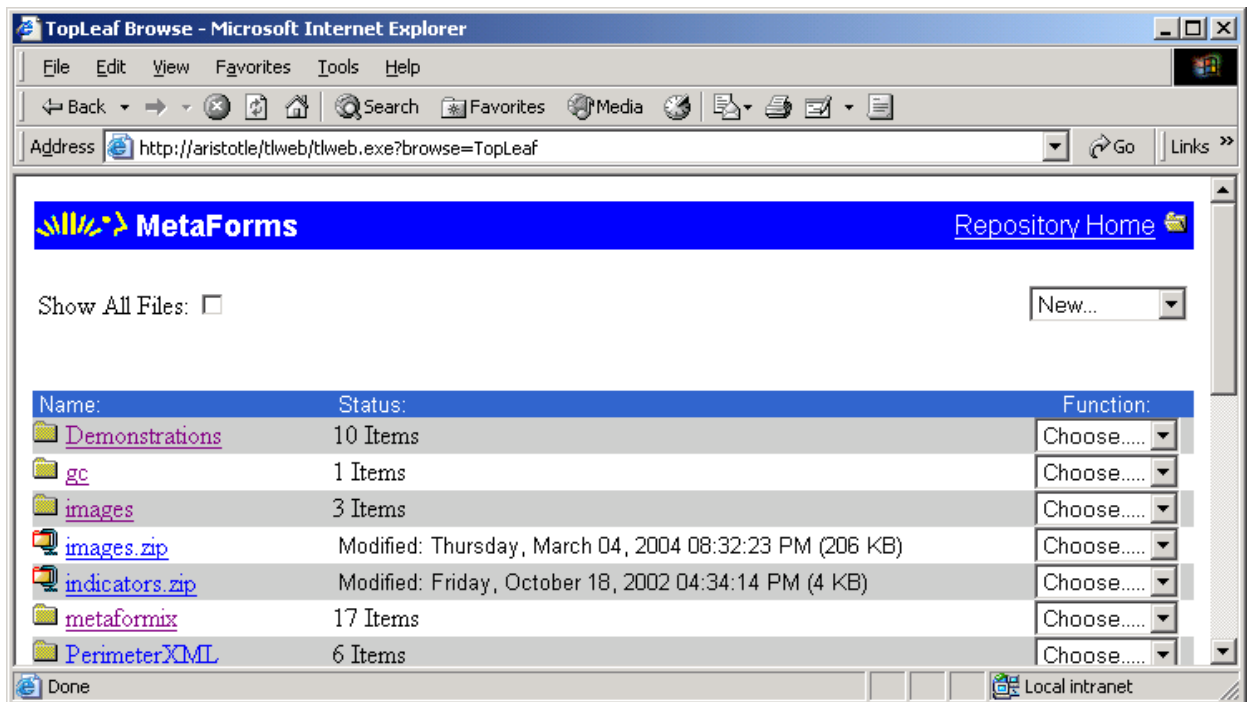 TopLeaf Browse - Microsoft Internet Explorer
File Edit View Favorites Tools Help
Back Search Favorites Media
Address http://aristotle/tlweb/tlweb.exe?browse=TopLeaf Go Links »
MetaForms Repository Home
Show All Files: New...
Name: Status: Function:
Demonstrations 10 Items Choose.....
gc 1 Items Choose.....
images 3 Items Choose.....
images.zip Modified: Thursday, March 04, 2004 08:32:23 PM (206 KB) Choose.....
indicators.zip Modified: Friday, October 18, 2002 04:34:14 PM (4 KB) Choose.....
metaformix 17 Items Choose.....
PerimeterXML 6 Items Choose.....
Done Local intranet